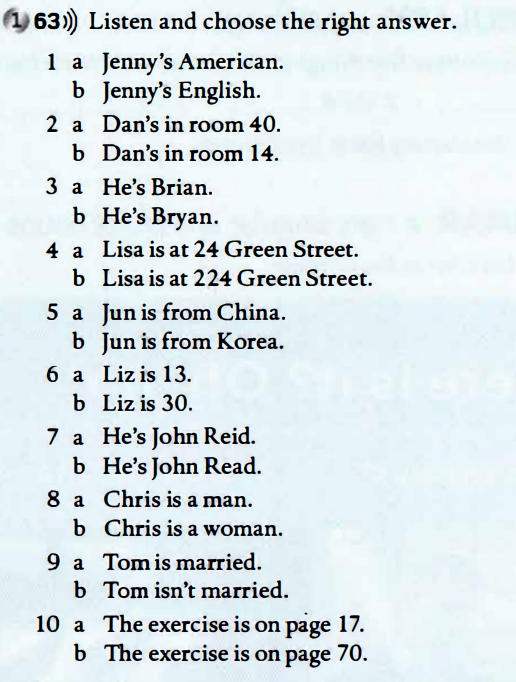 1 63))) Listen and choose the right answer.
1 a Jenny's American.
b Jenny's English.
2 a Dan's in room 40.
b Dan's in room 14.
3 a He's Brian.
b He's Bryan.
4 a Lisa is at 24 Green Street.
b Lisa is at 224 Green Street.
5 a Jun is from China.
b Jun is from Korea.
6 a Liz is 13.
b Liz is 30.
7 a He's John Reid.
b He's John Read.
8 a Chris is a man.
b Chris is a woman.
9 a Tom is married.
b Tom isn't married.
10 a The exercise is on page 17.
b The exercise is on page 70.